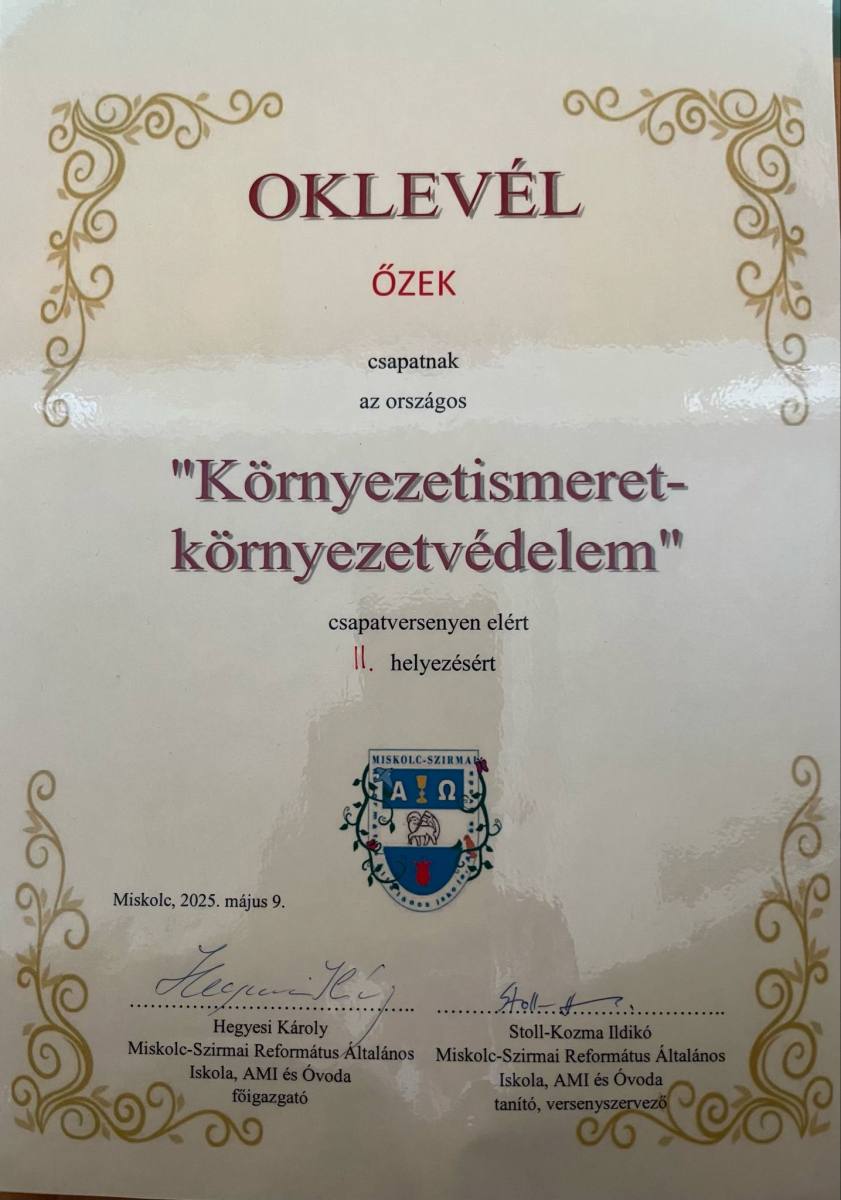 OKLEVÉL
ŐZEK
csapatnak
az országos
"Környezetismeret-
környezetvédelem"
csapatversenyen elért
II. helyezésért
MISKOLC-SZIRMAI
Α Ω
Miskolc, 2025. május 9.
Hegyesi Károly
Miskolc-Szirmai Református Általános
Iskola, AMI és Óvoda
főigazgató
Stoll-Kozma Ildikó
Miskolc-Szirmai Református Általános
Iskola, AMI és Óvoda
tanító, versenyszervező